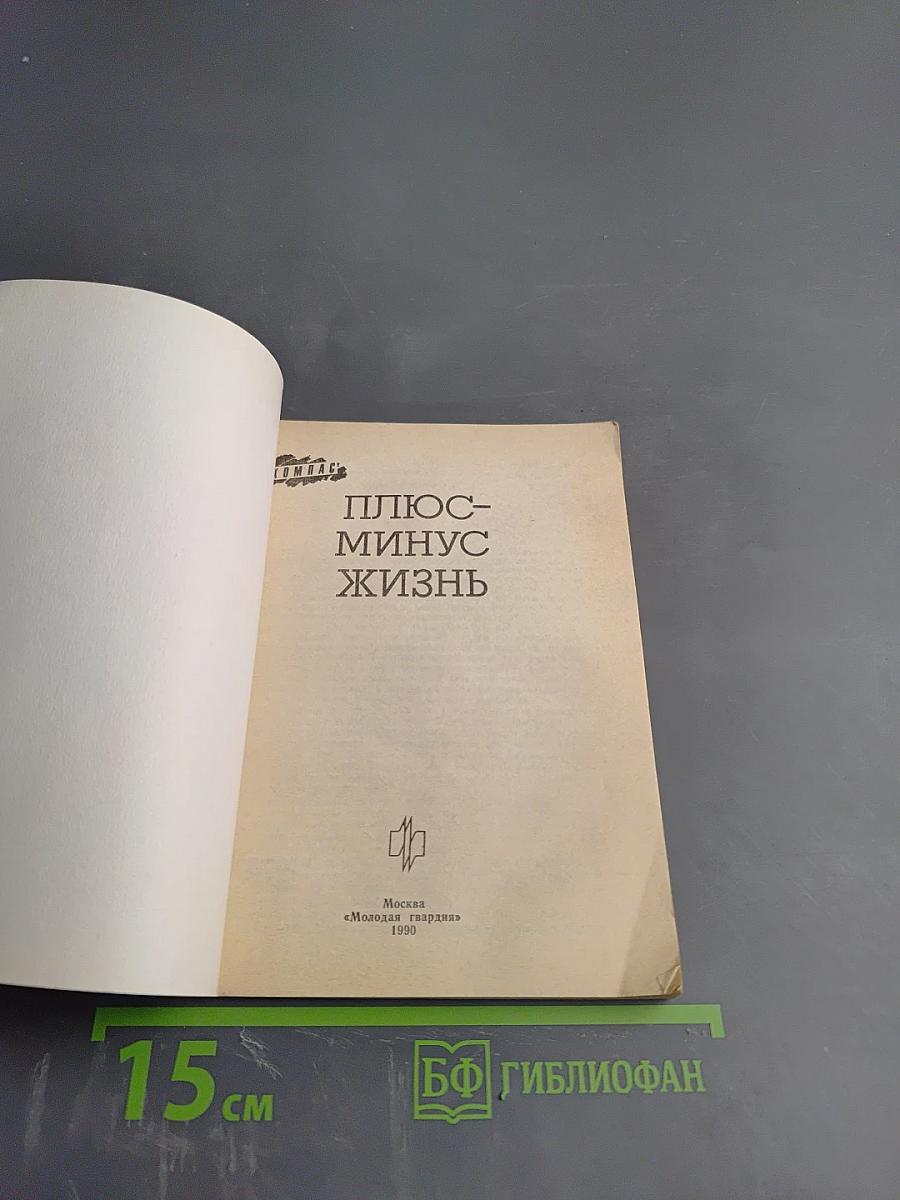 КОМПАС
ПЛЮС-
МИНУС
ЖИЗНЬ
Москва
«Молодая гвардия»
1990
15 см
БФ ГИБЛИОФАН